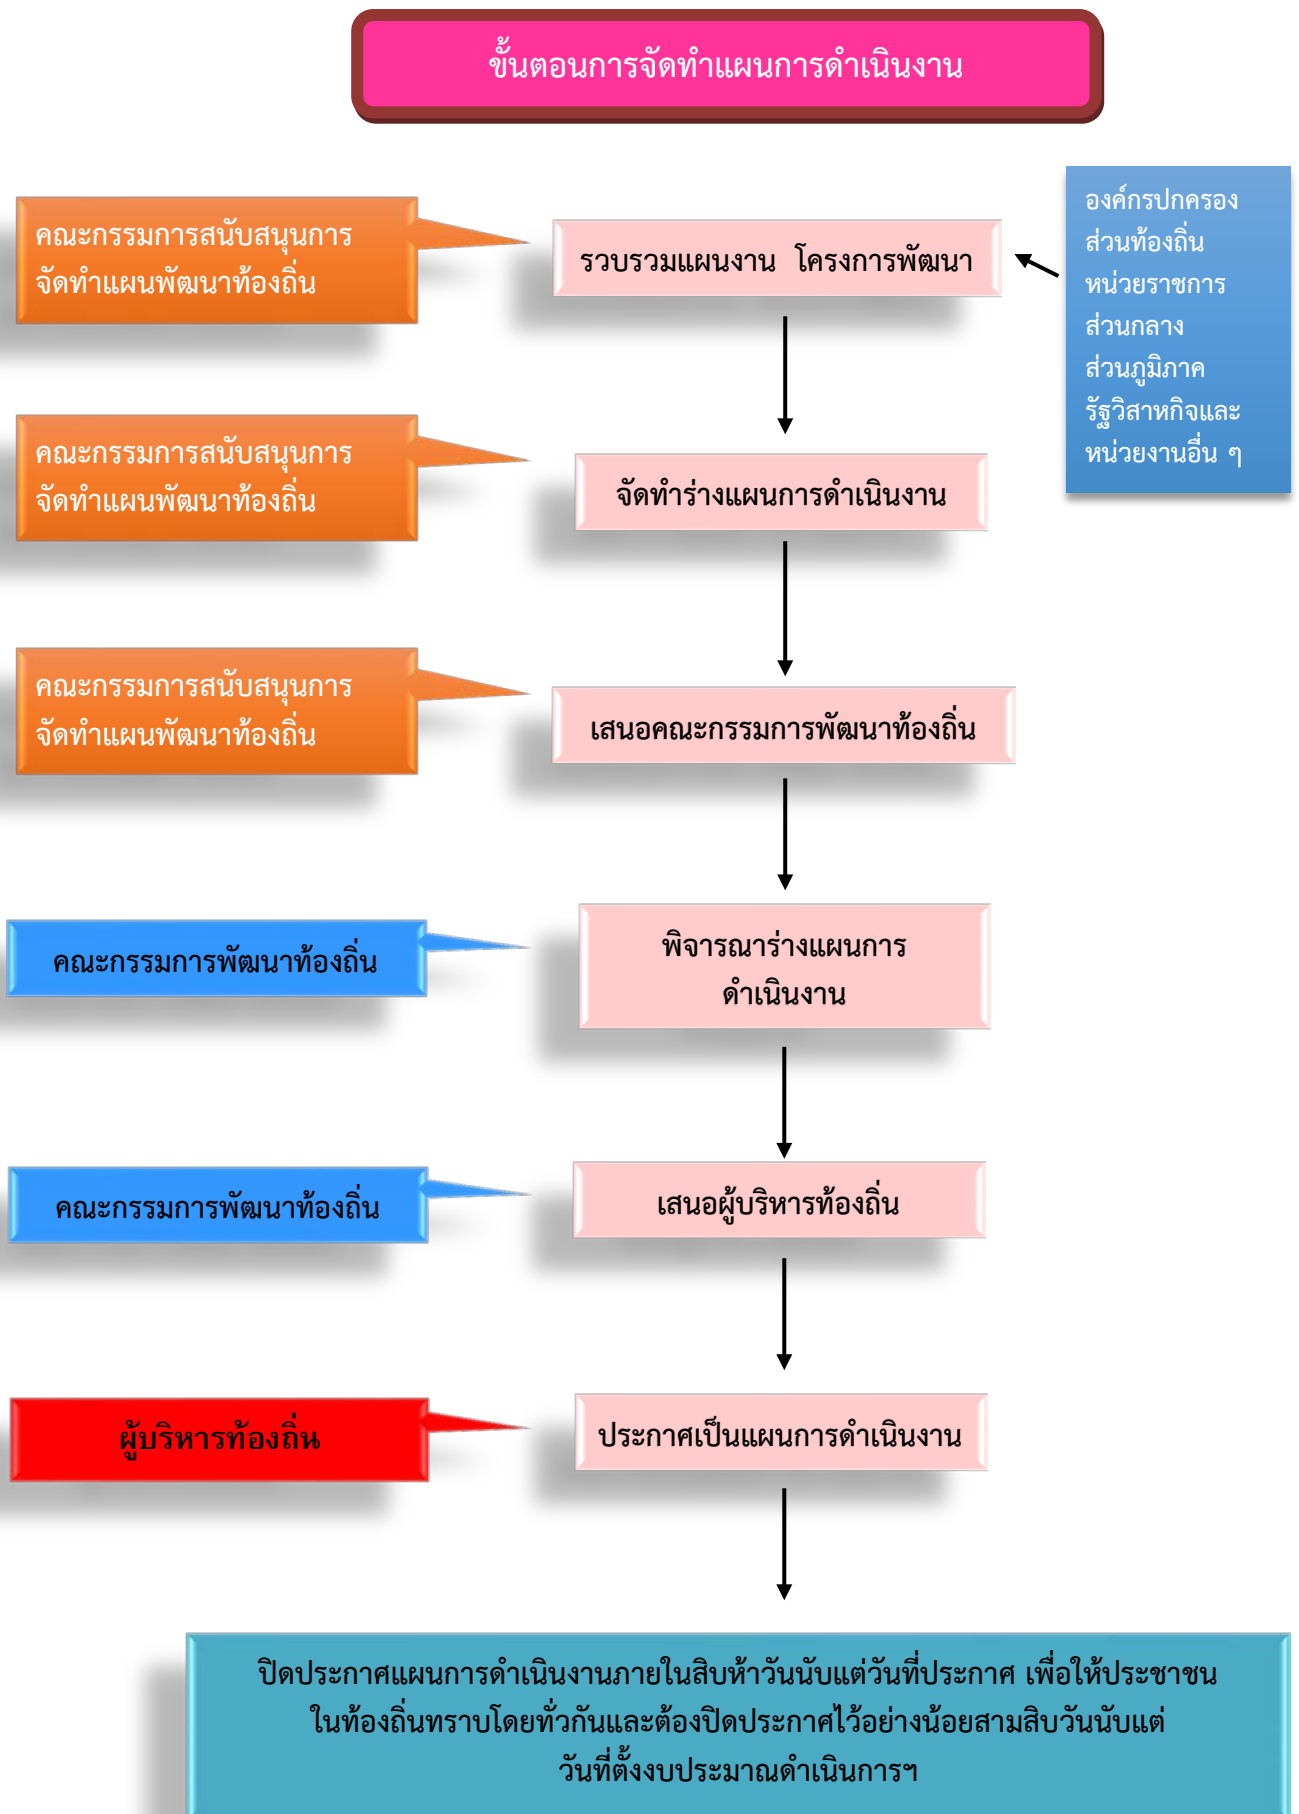 ขั้นตอนการจัดทำแผนการดำเนินงาน
คณะกรรมการสนับสนุนการ
จัดทำแผนพัฒนาท้องถิ่น
รวบรวมแผนงาน โครงการพัฒนา
องค์กรปกครอง
ส่วนท้องถิ่น
หน่วยราชการ
ส่วนกลาง
ส่วนภูมิภาค
รัฐวิสาหกิจและ
หน่วยงานอื่น ๆ
คณะกรรมการสนับสนุนการ
จัดทำแผนพัฒนาท้องถิ่น
จัดทำร่างแผนการดำเนินงาน
คณะกรรมการสนับสนุนการ
จัดทำแผนพัฒนาท้องถิ่น
เสนอคณะกรรมการพัฒนาท้องถิ่น
คณะกรรมการพัฒนาท้องถิ่น
พิจารณาร่างแผนการ
ดำเนินงาน
คณะกรรมการพัฒนาท้องถิ่น
เสนอผู้บริหารท้องถิ่น
ผู้บริหารท้องถิ่น
ประกาศเป็นแผนการดำเนินงาน
ปิดประกาศแผนการดำเนินงานภายในสิบห้าวันนับแต่วันที่ประกาศ เพื่อให้ประชาชน
ในท้องถิ่นทราบโดยทั่วกันและต้องปิดประกาศไว้อย่างน้อยสามสิบวันนับแต่
วันที่ตั้งงบประมาณดำเนินการฯ